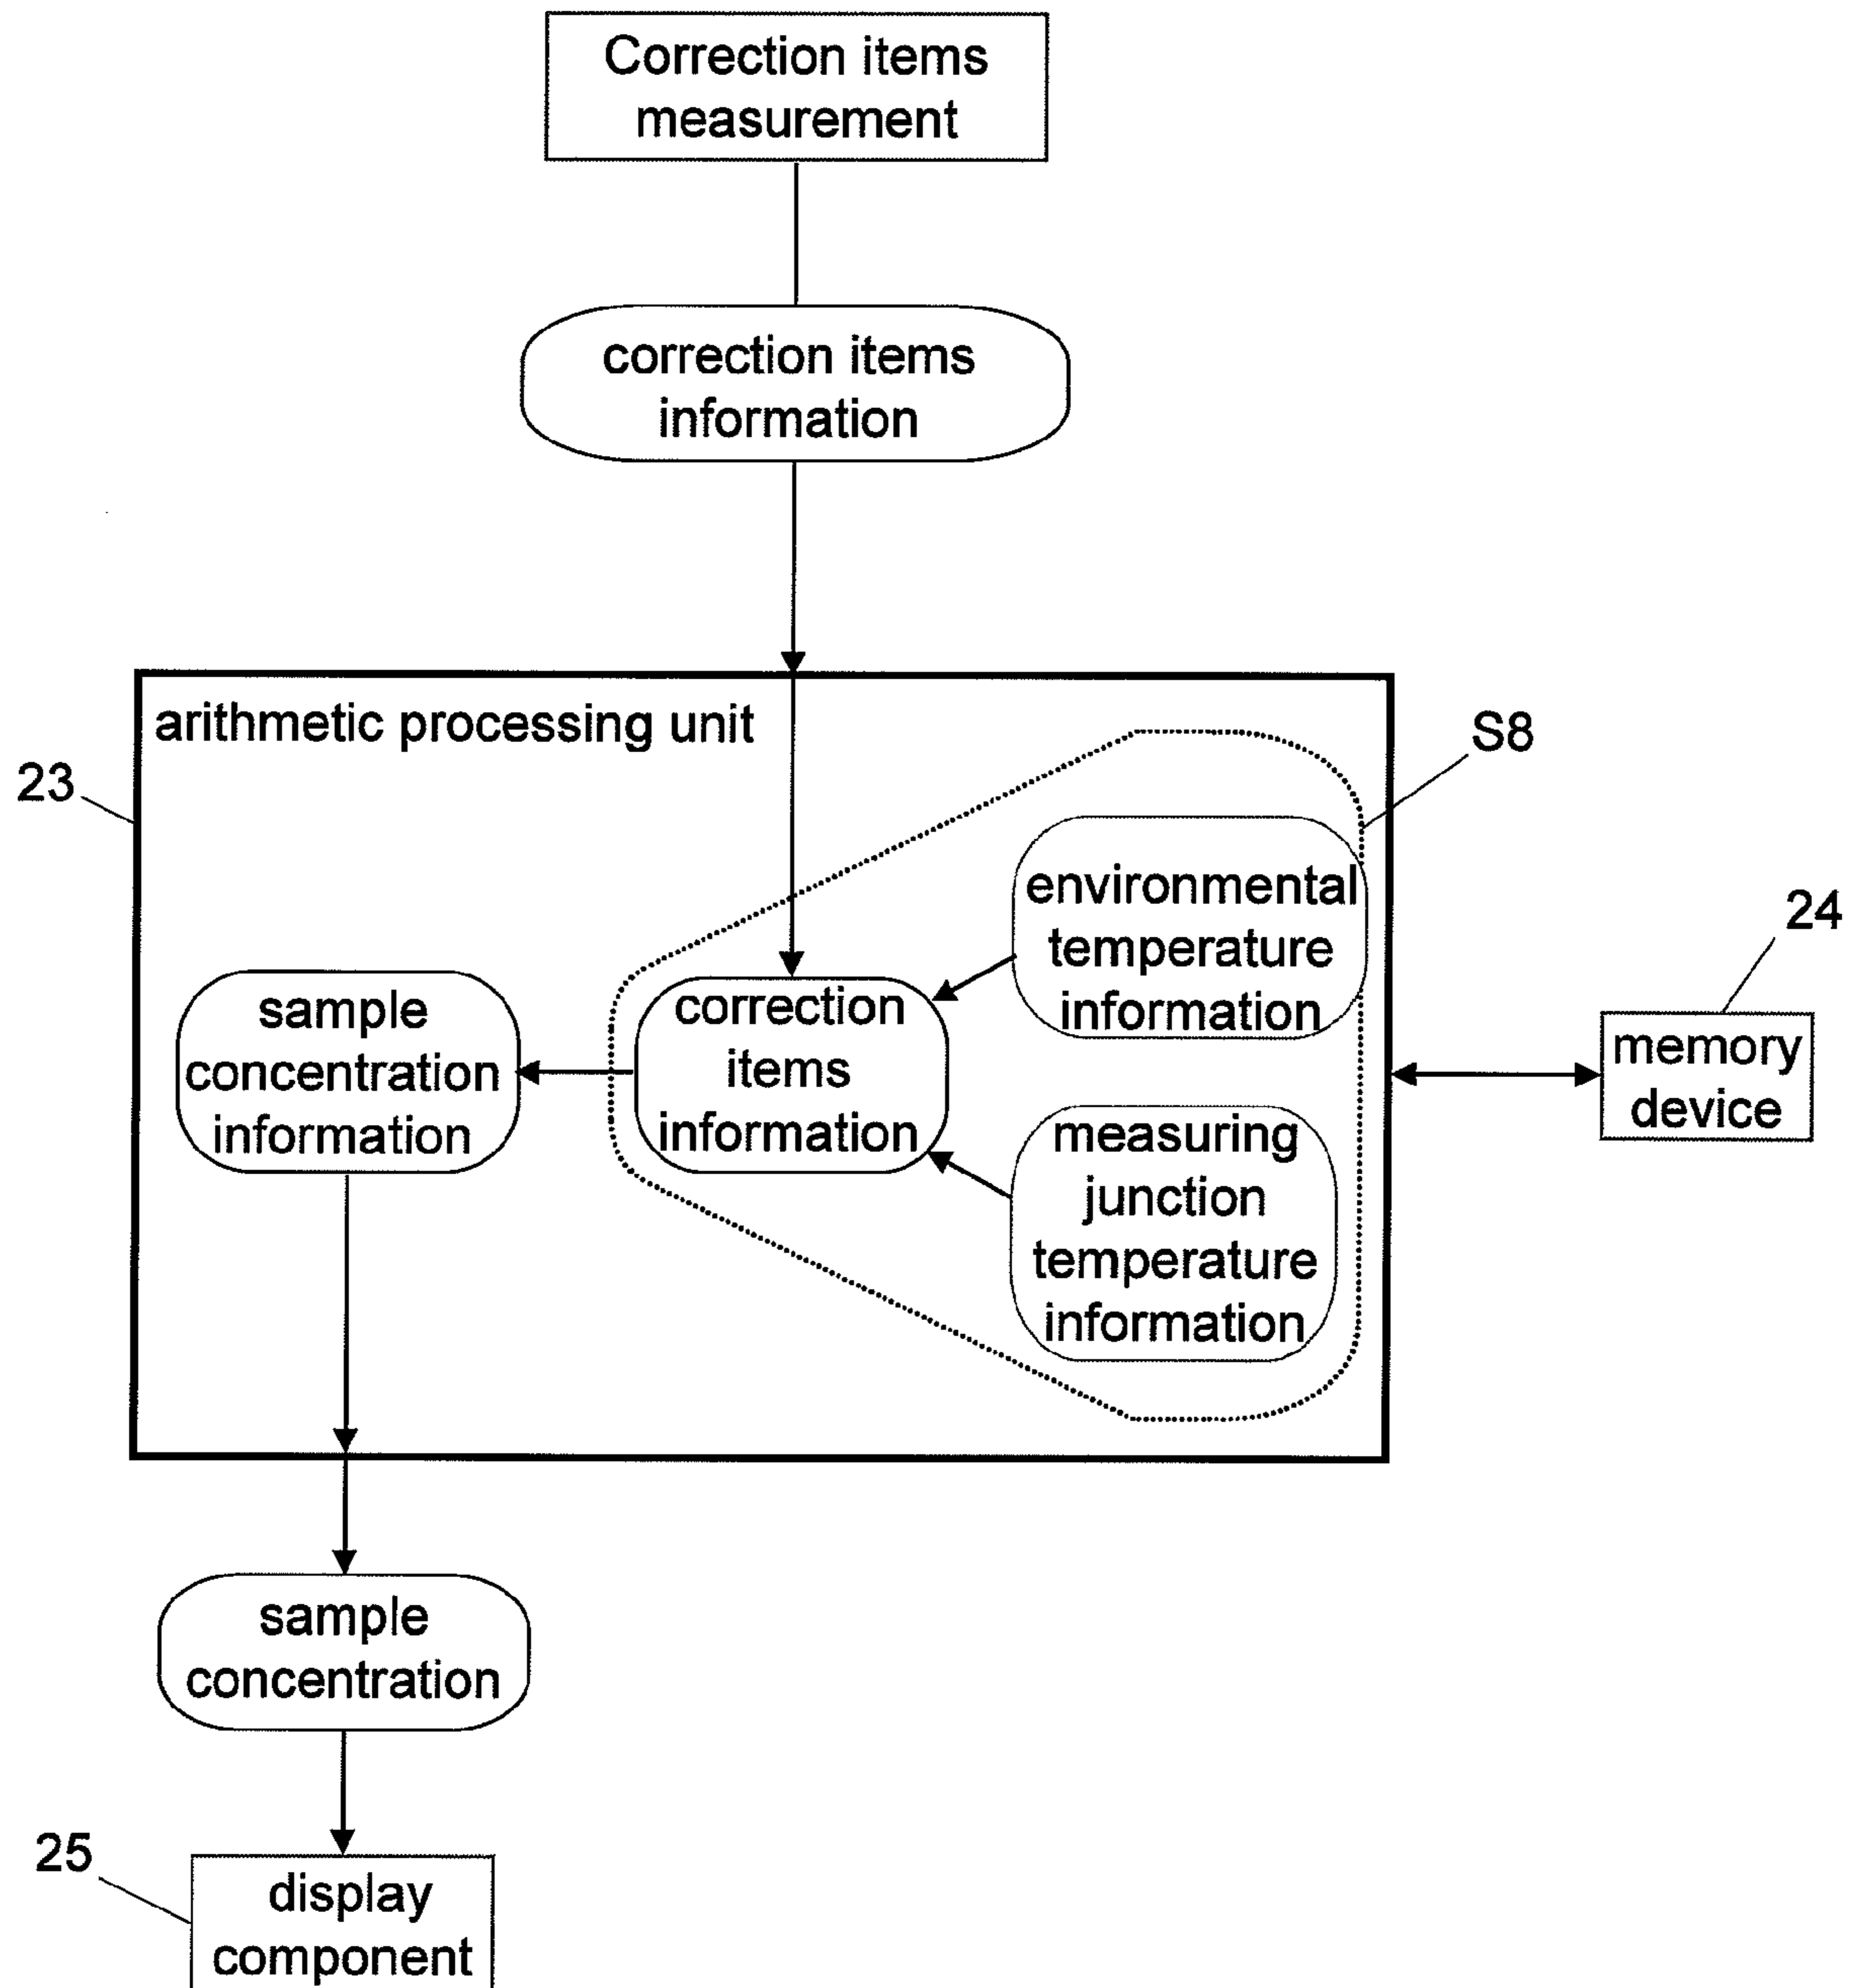 Correction items
measurement
correction items
information
arithmetic processing unit
S8
23
environmental
temperature
information
24
memory
device
correction
items
information
sample
concentration
information
measuring
junction
temperature
information
sample
concentration
25
display
component